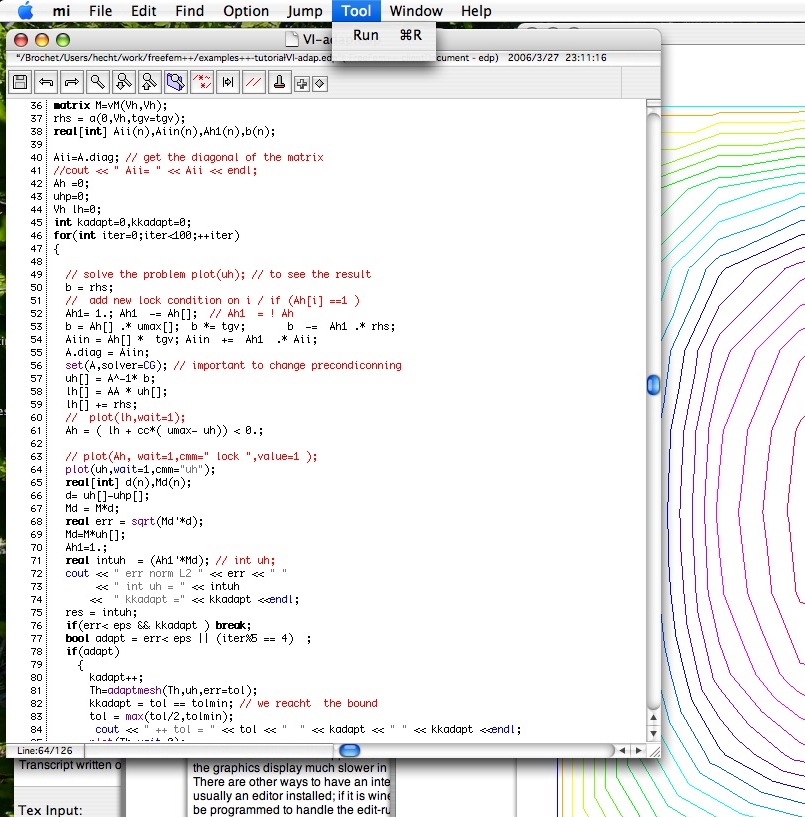 mi File Edit Find Option Jump Tool Window Help
Run ⌘R
VI-ada
"/Brochet/Users/hecht/work/freefem++/examples++-tutorialVI-adap.ed cument - edp) 2006/3/27 23:11:16
36 matrix M=vM(Vh,Vh);
37 rhs = a(0,Vh,tgv=tgv);
38 real[int] Aii(n),Aiin(n),Ah1(n),b(n);
39
40 Aii=A.diag; // get the diagonal of the matrix
41 //cout << " Aii= " << Aii << endl;
42 Ah =0;
43 uhp=0;
44 Vh lh=0;
45 int kadapt=0,kkadapt=0;
46 for(int iter=0;iter<100;++iter)
47 {
48
49 // solve the problem plot(uh); // to see the result
50 b = rhs;
51 // add new lock condition on i / if (Ah[i] ==1 )
52 Ah1= 1.; Ah1 -= Ah[]; // Ah1 = ! Ah
53 b = Ah[] .* umax[]; b *= tgv; b -= Ah1 .* rhs;
54 Aiin = Ah[] * tgv; Aiin += Ah1 .* Aii;
55 A.diag = Aiin;
56 set(A,solver=CG); // important to change precondiconning
57 uh[] = A^-1* b;
58 lh[] = AA * uh[];
59 lh[] += rhs;
60 // plot(lh,wait=1);
61 Ah = ( lh + cc*( umax- uh)) < 0.;
62
63 // plot(Ah, wait=1,cmm=" lock ",value=1 );
64 plot(uh,wait=1,cmm="uh");
65 real[int] d(n),Md(n);
66 d= uh[]-uhp[];
67 Md = M*d;
68 real err = sqrt(Md'*d);
69 Md=M*uh[];
70 Ah1=1.;
71 real intuh = (Ah1'*Md); // int uh;
72 cout << " err norm L2 " << err << " "
73 << " int uh = " << intuh
74 << " kkadapt =" << kkadapt <<endl;
75 res = intuh;
76 if(err< eps && kkadapt ) break;
77 bool adapt = err< eps || (iter%5 == 4) ;
78 if(adapt)
79 {
80 kadapt++;
81 Th=adaptmesh(Th,uh,err=tol);
82 kkadapt = tol == tolmin; // we reacht the bound
83 tol = max(tol/2,tolmin);
84 cout << " ++ tol = " << tol << " " << kadapt << " " << kkadapt <<endl;
Line:64/126
Transcript written o
Tex Input:
the graphics display much slower in
There are other ways to have an inte
usually an editor installed; if it is wine
be programmed to handle the edit-ru